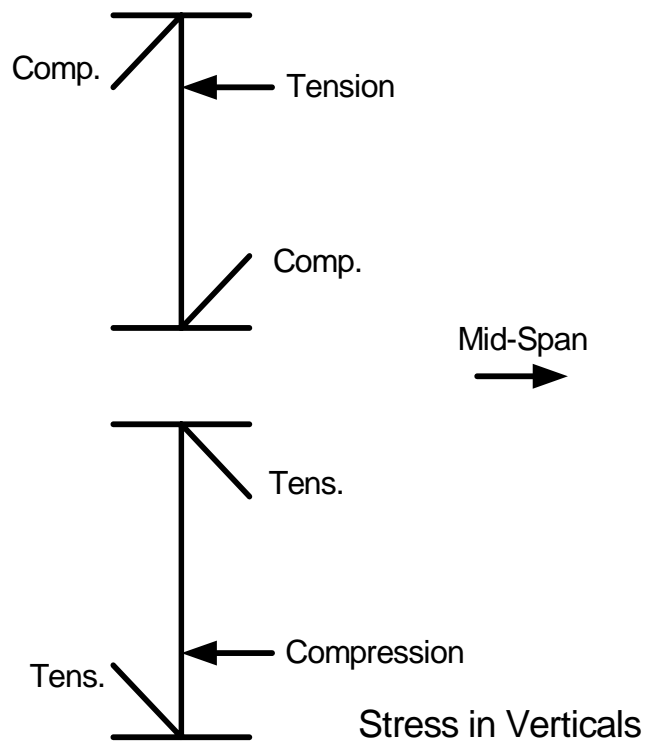 Comp.
Tension
Comp.
Mid-Span
Tens.
Compression
Tens.
Stress in Verticals